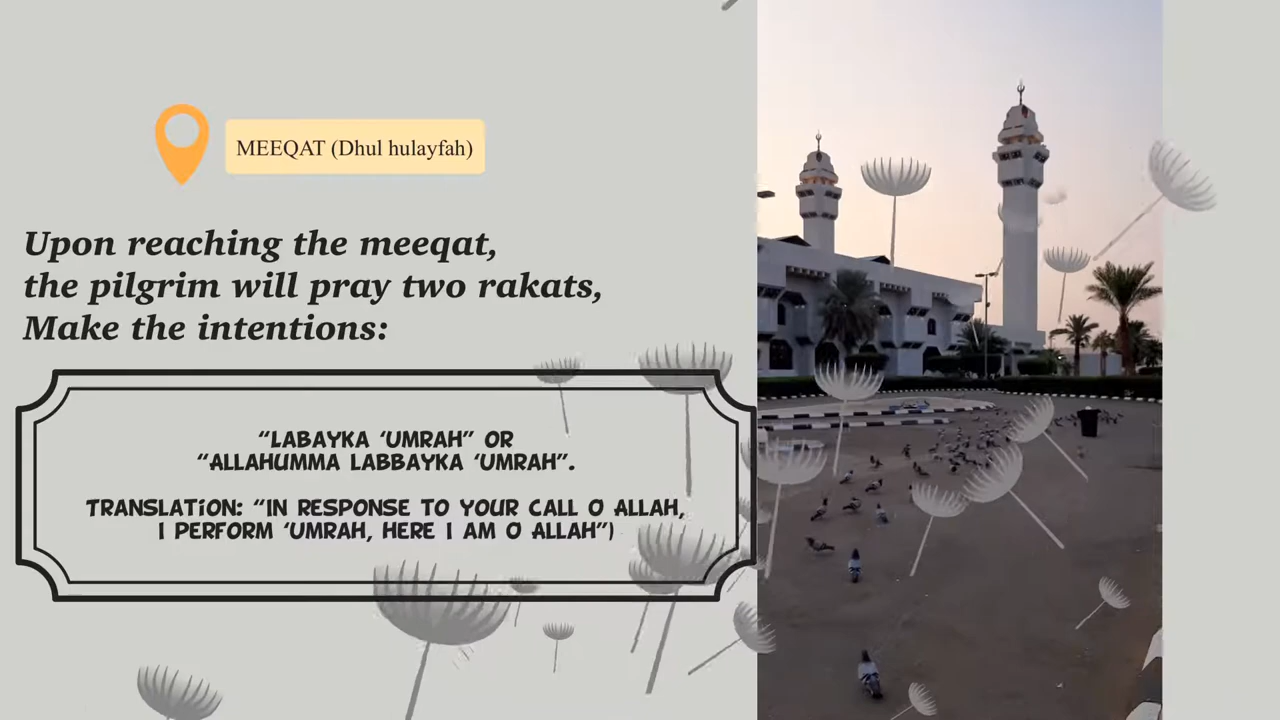 MEEQAT (Dhul hulayfah)
Upon reaching the meeqat,
the pilgrim will pray two rakats,
Make the intentions:
“LABAYKA ‘UMRAH” OR
“ALLAHUMMA LABBAYKA ‘UMRAH”.
TRANSLATION: “IN RESPONSE TO YOUR CALL O ALLAH,
I PERFORM ‘UMRAH, HERE I AM O ALLAH”)